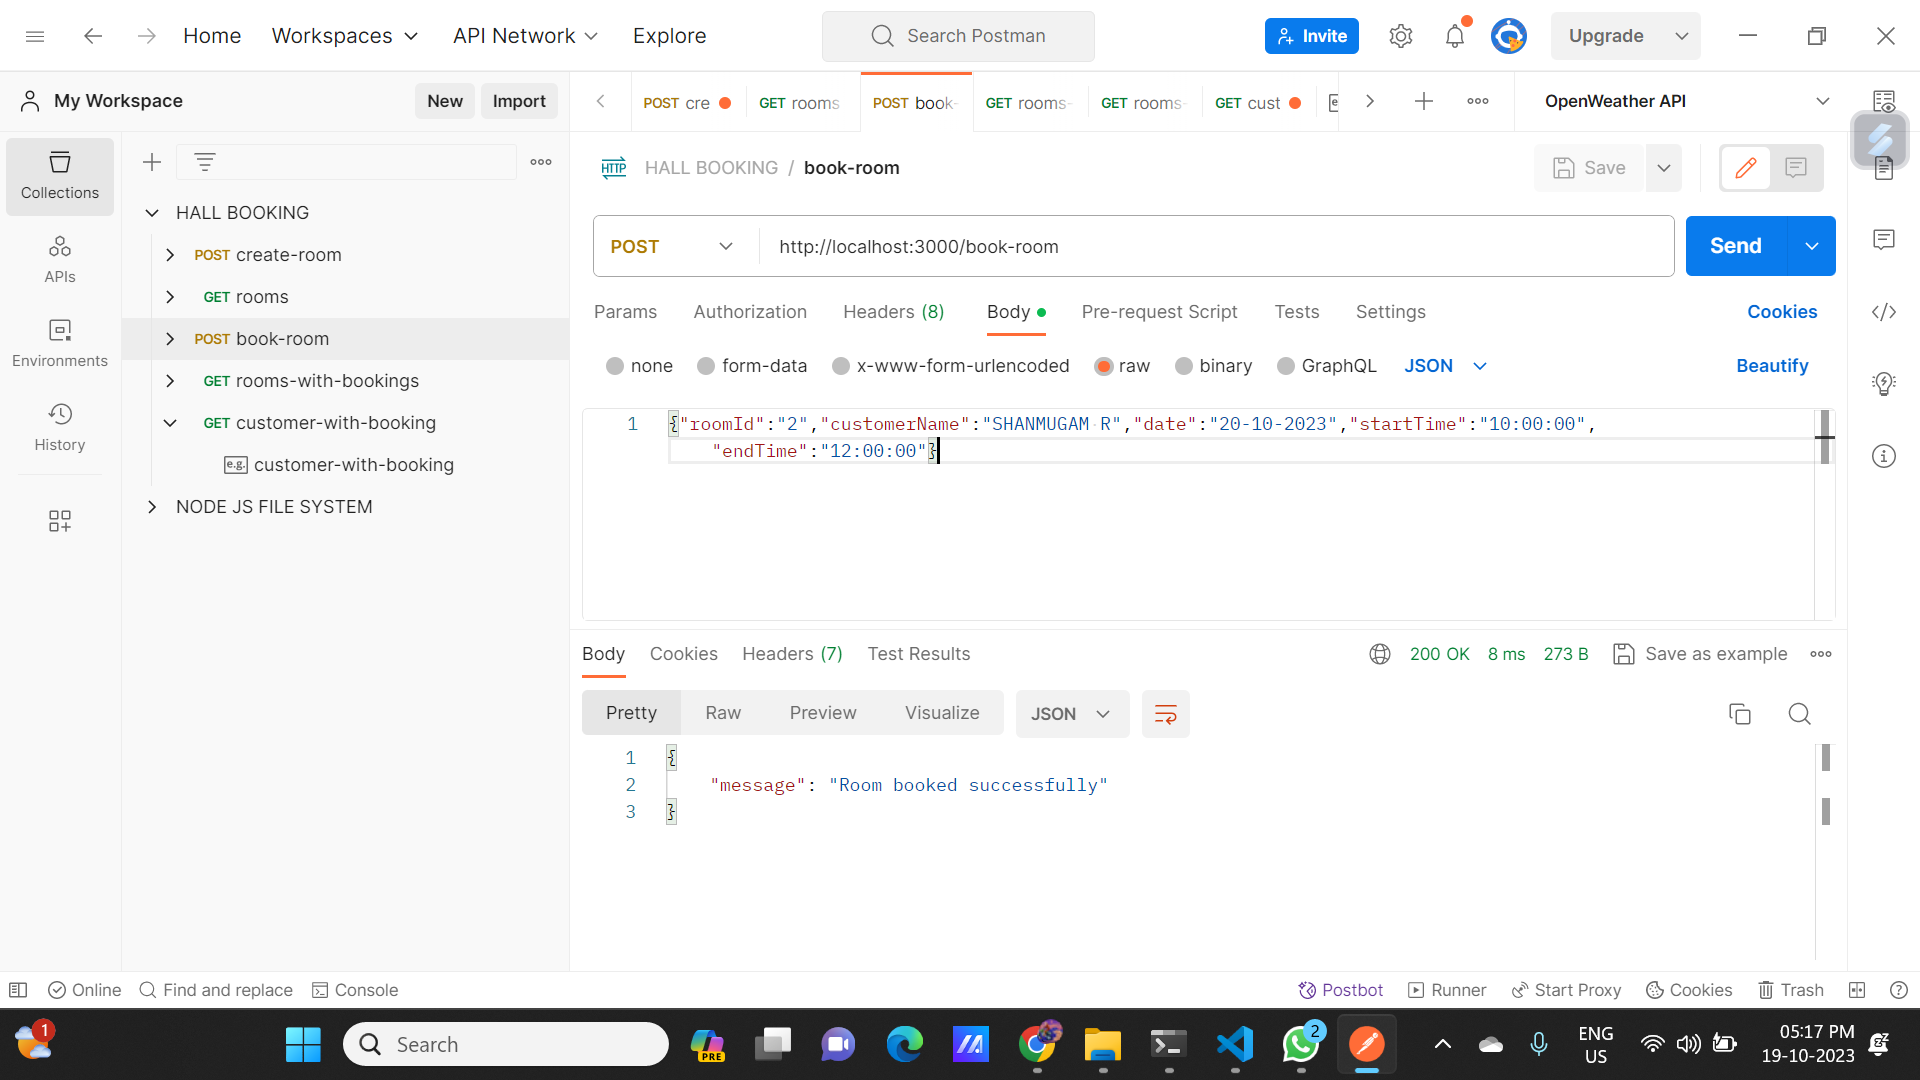 Home Workspaces API Network Explore Search Postman Invite Upgrade
My Workspace New Import POST cre GET rooms POST book- GET rooms- GET rooms- GET cust OpenWeather API
Collections
APIs
Environments
History
HALL BOOKING
POST create-room
GET rooms
POST book-room
GET rooms-with-bookings
GET customer-with-booking
e.g. customer-with-booking
NODE JS FILE SYSTEM
HTTP HALL BOOKING / book-room Save
POST http://localhost:3000/book-room Send
Params Authorization Headers (8) Body Pre-request Script Tests Settings Cookies
none form-data x-www-form-urlencoded raw binary GraphQL JSON Beautify
1 {"roomId":"2","customerName":"SHANMUGAM R","date":"20-10-2023","startTime":"10:00:00",
"endTime":"12:00:00"}
Body Cookies Headers (7) Test Results 200 OK 8 ms 273 B Save as example
Pretty Raw Preview Visualize JSON
1 {
2 "message": "Room booked successfully"
3 }
Online Find and replace Console Postbot Runner Start Proxy Cookies Trash
1 Search PRE 2 ENG 05:17 PM
US 19-10-2023